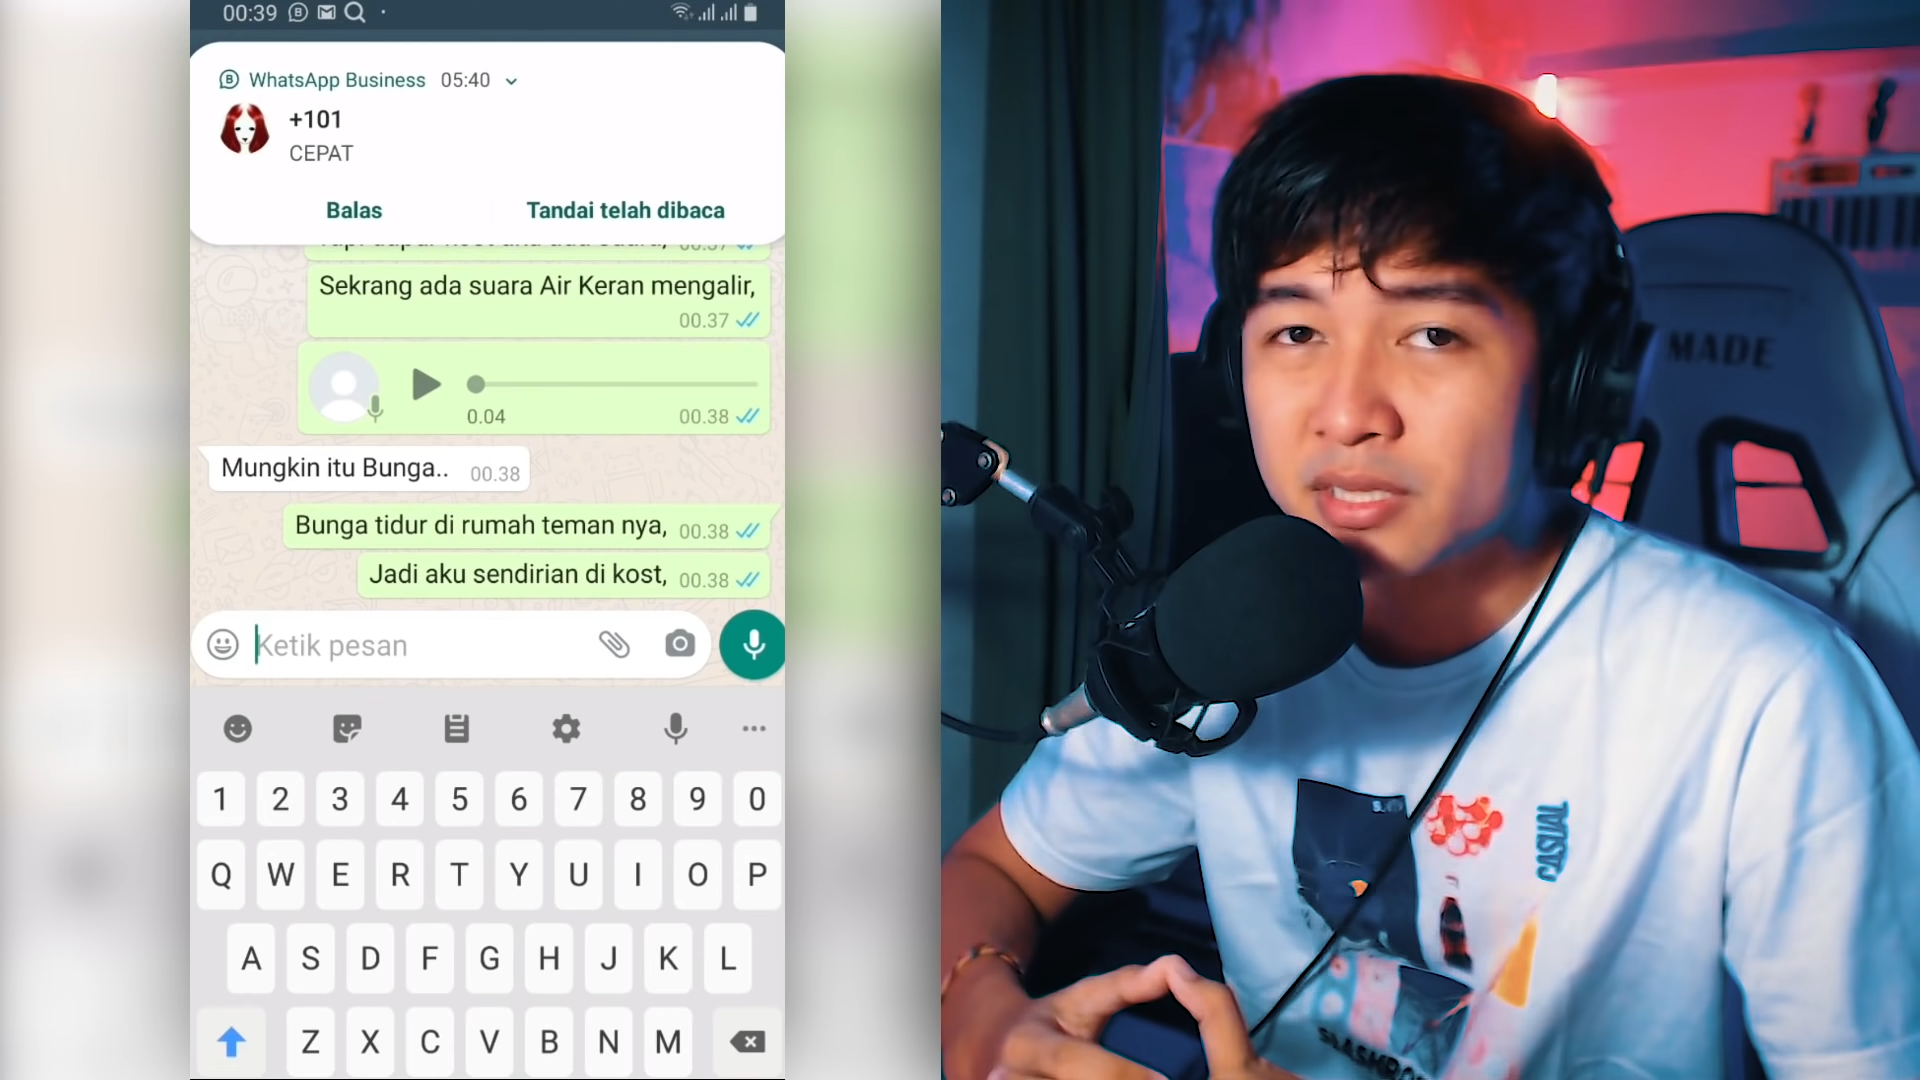 00:39
WhatsApp Business 05:40
+101
CEPAT
Balas Tandai telah dibaca
00.37
Sekrang ada suara Air Keran mengalir,
00.37
0.04 00.38
Mungkin itu Bunga.. 00.38
Bunga tidur di rumah teman nya, 00.38
Jadi aku sendirian di kost, 00.38
Ketik pesan
1 2 3 4 5 6 7 8 9 0
Q W E R T Y U I O P
A S D F G H J K L
Z X C V B N M
MADE
CASUAL